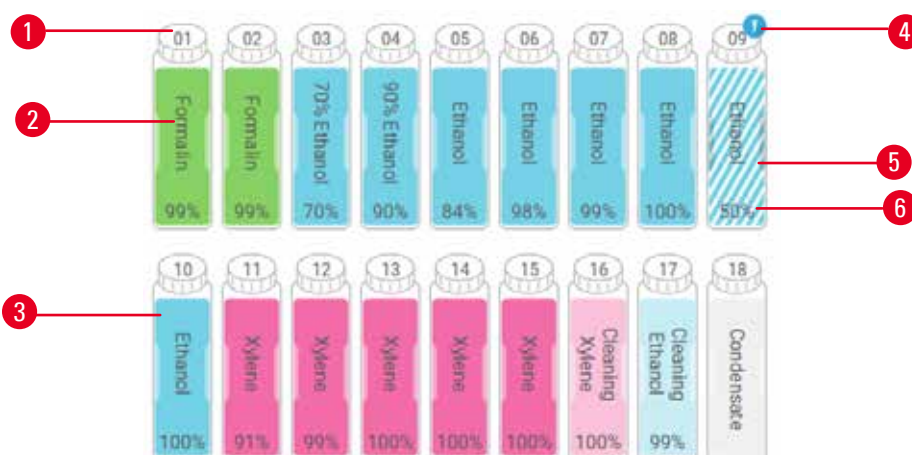 1 01 02 03 04 05 06 07 08 09 ! 4
2 Formalin Formalin 70% Ethanol 90% Ethanol Ethanol Ethanol Ethanol Ethanol Ethanol 5
99% 99% 70% 90% 84% 98% 99% 100% 50% 6
10 11 12 13 14 15 16 17 18
3 Ethanol Xylene Xylene Xylene Xylene Xylene Cleaning Xylene Cleaning Ethanol Condensate
100% 91% 99% 100% 100% 100% 100% 99%